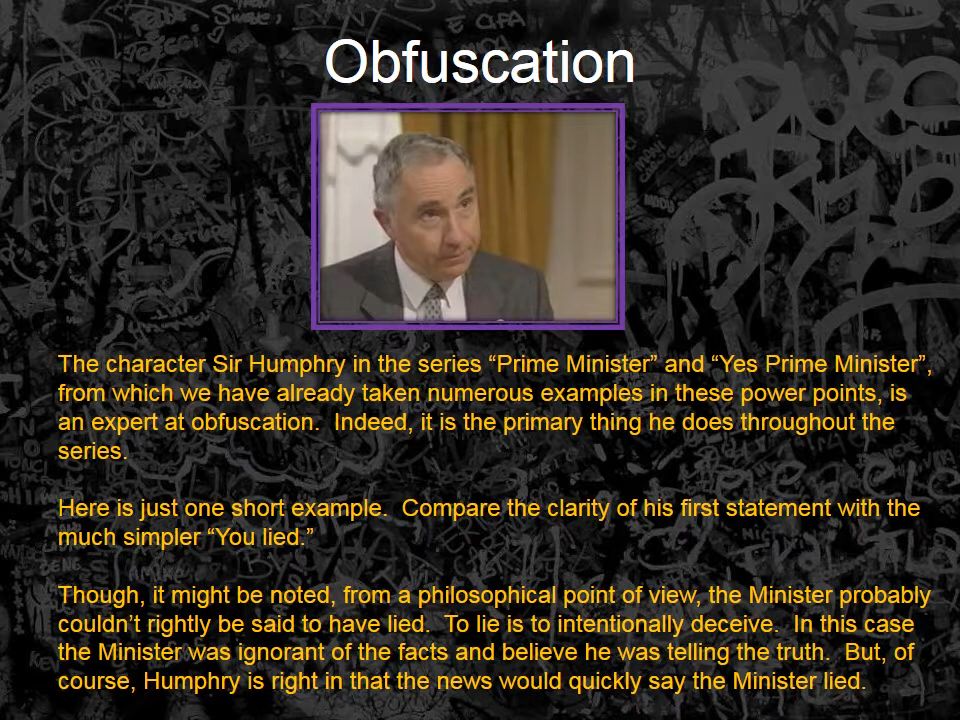 Obfuscation
The character Sir Humphry in the series “Prime Minister” and “Yes Prime Minister”,
from which we have already taken numerous examples in these power points, is
an expert at obfuscation.  Indeed, it is the primary thing he does throughout the
series.
Here is just one short example.  Compare the clarity of his first statement with the
much simpler “You lied.”
Though, it might be noted, from a philosophical point of view, the Minister probably
couldn’t rightly be said to have lied.  To lie is to intentionally deceive.  In this case
the Minister was ignorant of the facts and believe he was telling the truth.  But, of
course, Humphry is right in that the news would quickly say the Minister lied.